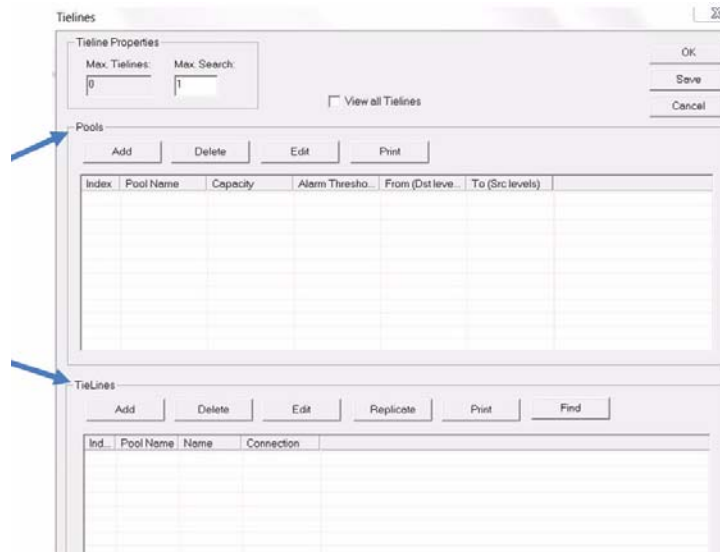 Tielines
Tieline Properties
Max. Tielines: Max. Search:
0 1
View all Tielines
OK
Save
Cancel
Pools
Add Delete Edit Print
Index Pool Name Capacity Alarm Thresho... From (Dst leve... To (Src levels)
TieLines
Add Delete Edit Replicate Print Find
Ind... Pool Name Name Connection